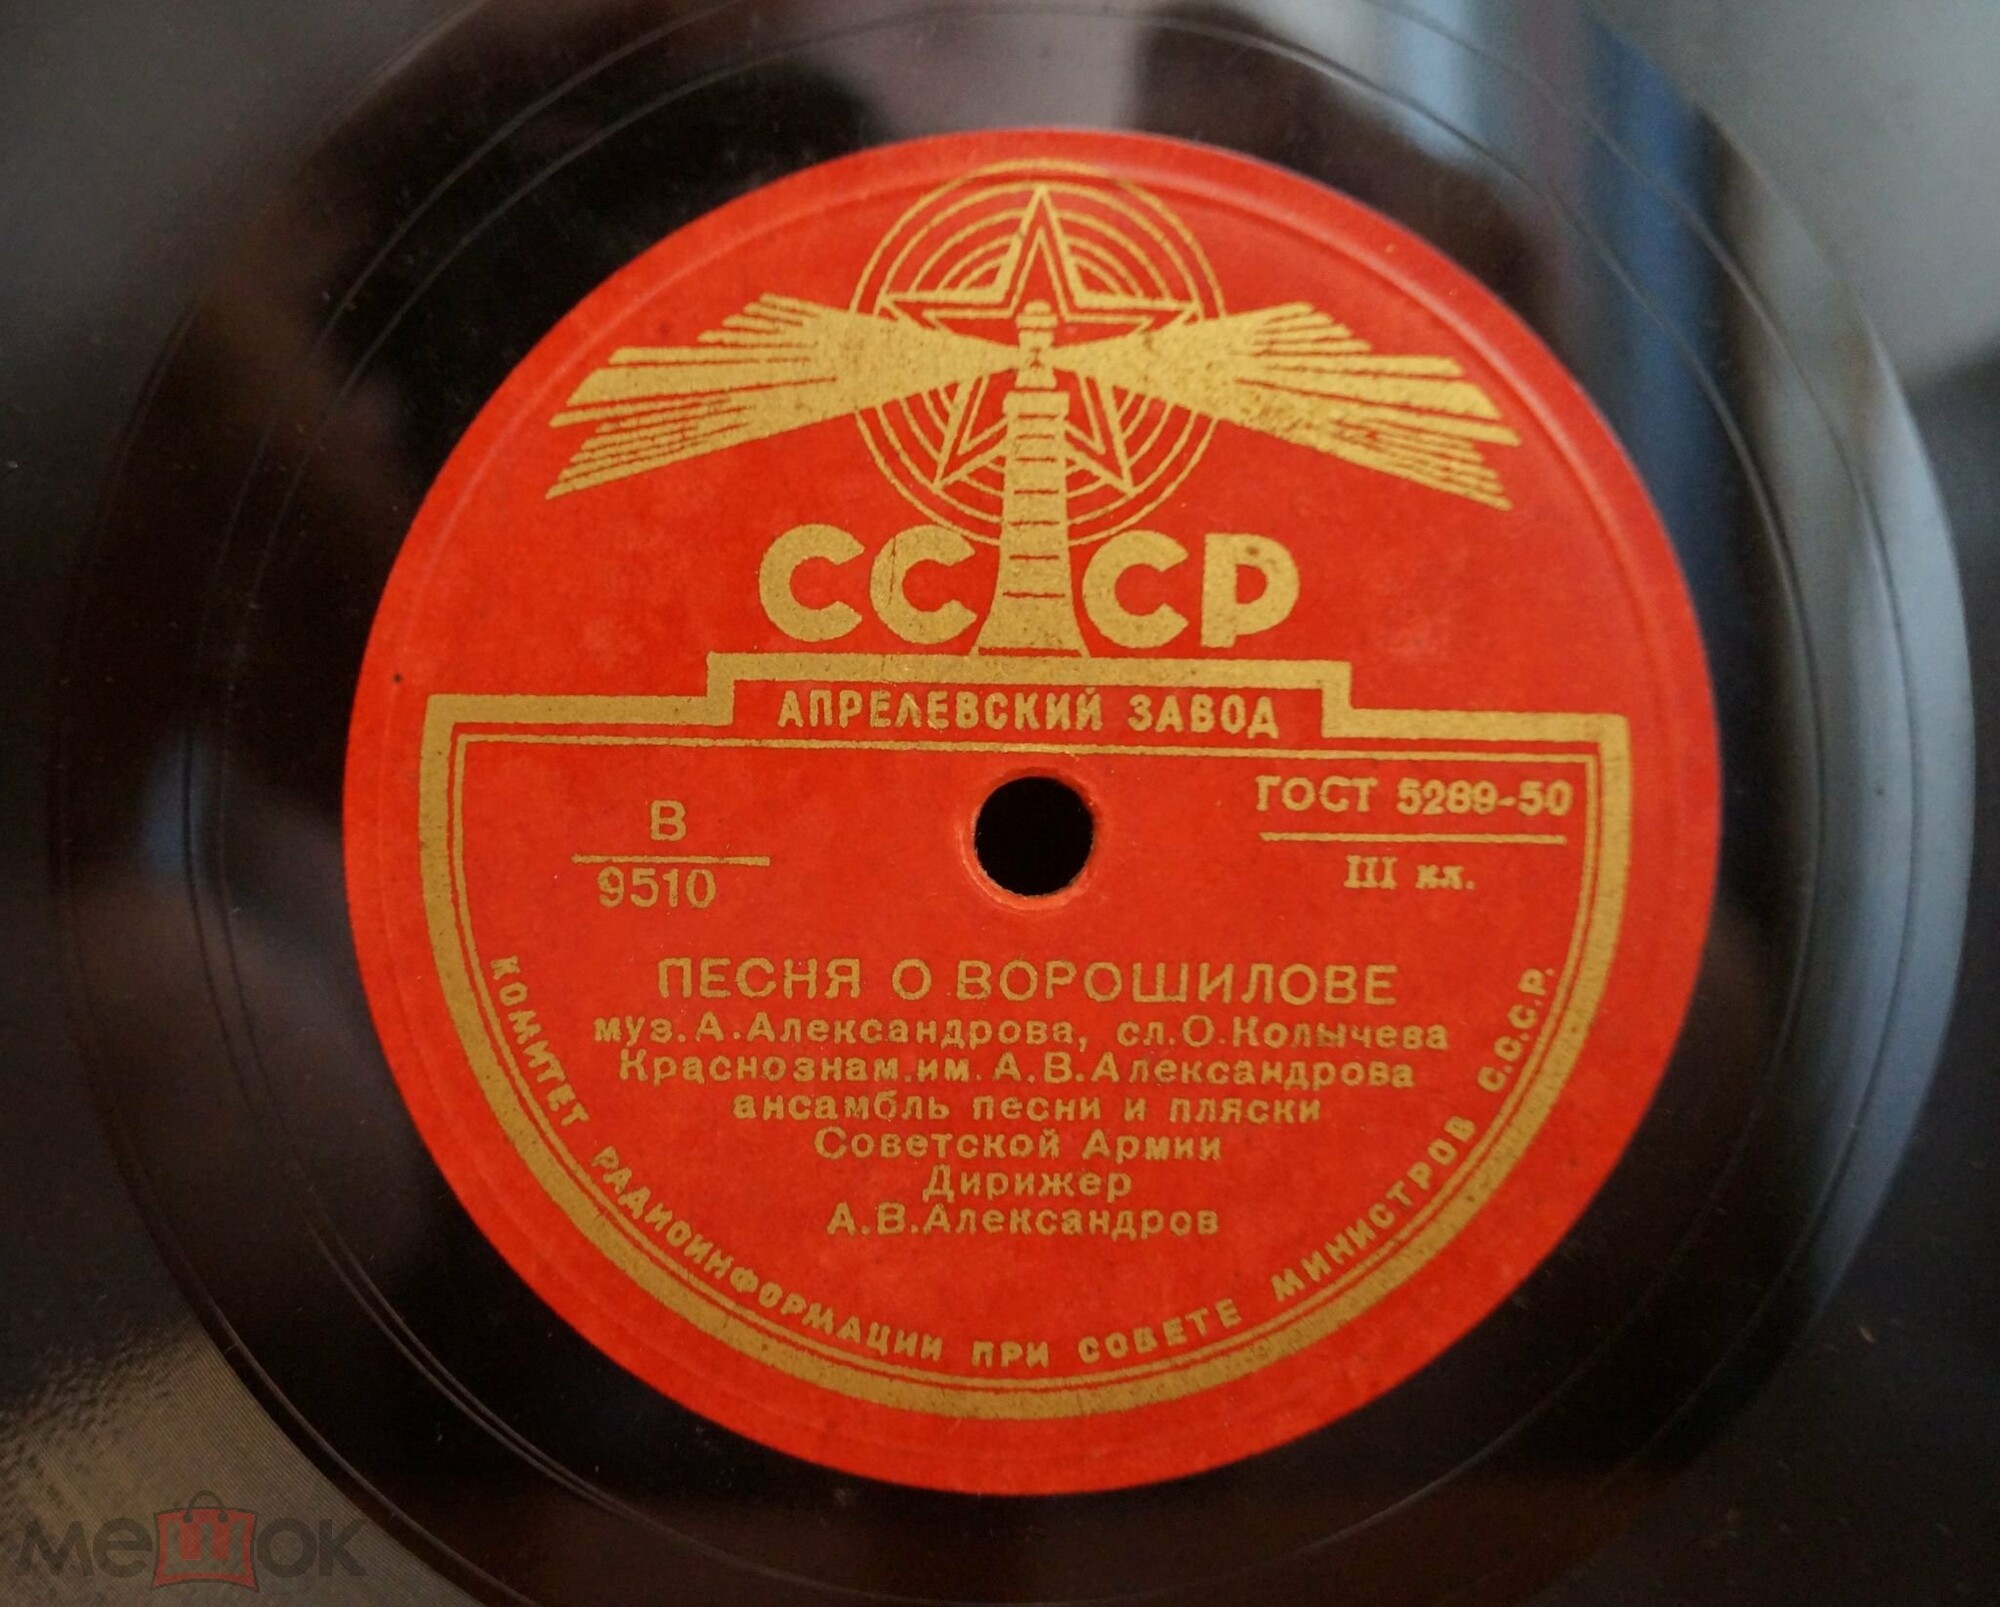 СССР
АПРЕЛЕВСКИЙ ЗАВОД
В
9510
ГОСТ 5289-50
III кл.
ПЕСНЯ О ВОРОШИЛОВЕ
муз. А. Александрова, сл. О. Колычева
Краснознам. им. А. В. Александрова
ансамбль песни и пляски
Советской Армии
Дирижер
А. В. Александров
КОМИТЕТ РАДИОИНФОРМАЦИИ ПРИ СОВЕТЕ МИНИСТРОВ С.С.С.Р.
мешок